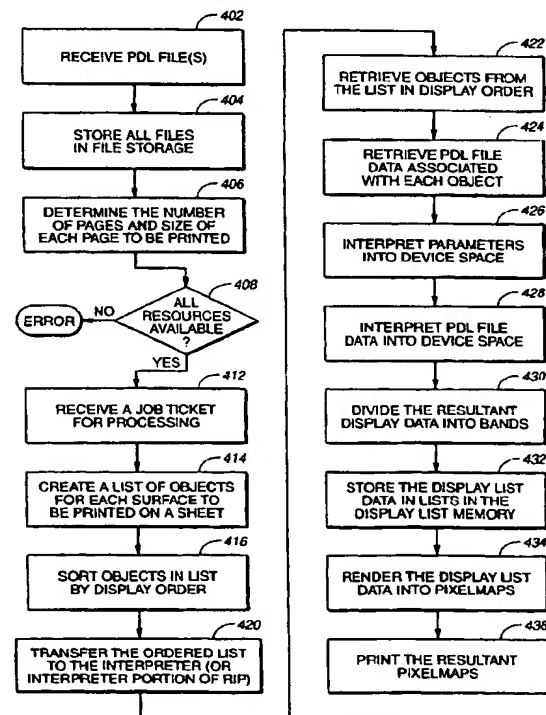 402
RECEIVE PDL FILE(S)
404
STORE ALL FILES
IN FILE STORAGE
406
DETERMINE THE NUMBER
OF PAGES AND SIZE OF
EACH PAGE TO BE PRINTED
408
ALL
RESOURCES
AVAILABLE
?
NO
ERROR
YES
412
RECEIVE A JOB TICKET
FOR PROCESSING
414
CREATE A LIST OF OBJECTS
FOR EACH SURFACE TO
BE PRINTED ON A SHEET
416
SORT OBJECTS IN LIST
BY DISPLAY ORDER
420
TRANSFER THE ORDERED LIST
TO THE INTERPRETER (OR
INTERPRETER PORTION OF RIP)
422
RETRIEVE OBJECTS FROM
THE LIST IN DISPLAY ORDER
424
RETRIEVE PDL FILE
DATA ASSOCIATED
WITH EACH OBJECT
426
INTERPRET PARAMETERS
INTO DEVICE SPACE
428
INTERPRET PDL FILE
DATA INTO DEVICE SPACE
430
DIVIDE THE RESULTANT
DISPLAY DATA INTO BANDS
432
STORE THE DISPLAY LIST
DATA IN LISTS IN THE
DISPLAY LIST MEMORY
434
RENDER THE DISPLAY LIST
DATA INTO PIXELMAPS
436
PRINT THE RESULTANT
PIXELMAPS